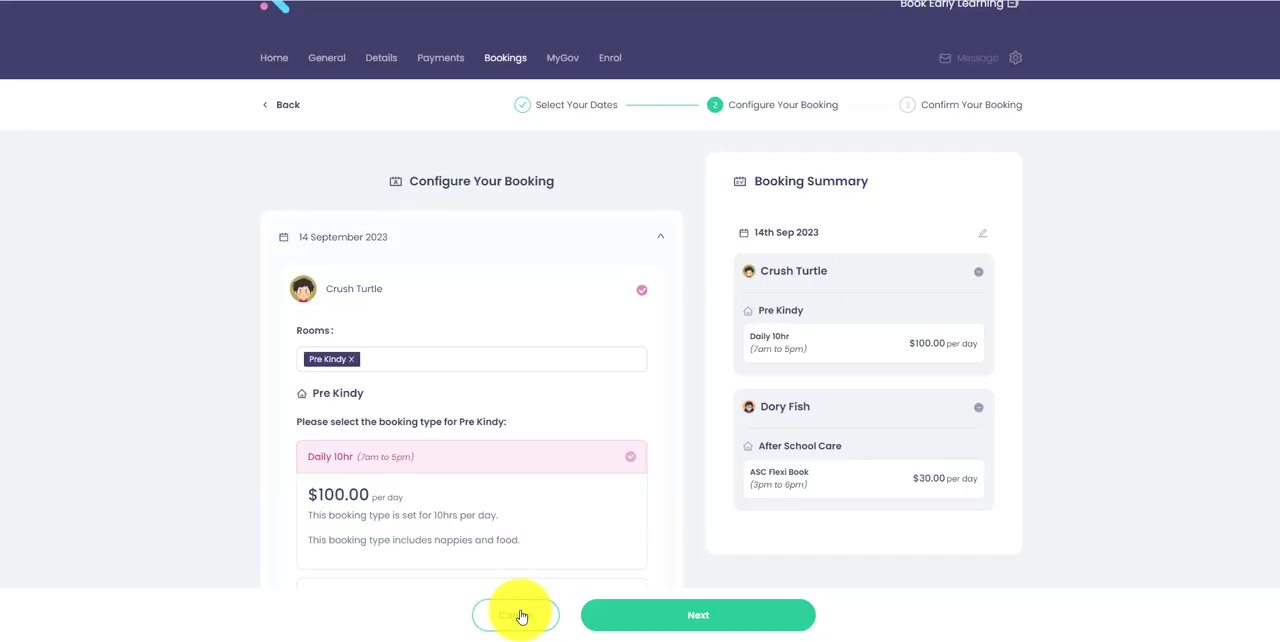 Book Early Learning
Home General Details Payments Bookings MyGov Enrol Message
Back
Select Your Dates
2 Configure Your Booking
3 Confirm Your Booking
Configure Your Booking
14 September 2023
Crush Turtle
Rooms :
Pre Kindy ×
Pre Kindy
Please select the booking type for Pre Kindy:
Daily 10hr (7am to 5pm)
$100.00 per day
This booking type is set for 10hrs per day.
This booking type includes nappies and food.
Booking Summary
14th Sep 2023
Crush Turtle
Pre Kindy
Daily 10hr
(7am to 5pm)
$100.00 per day
Dory Fish
After School Care
ASC Flexi Book
(3pm to 6pm)
$30.00 per day
Next